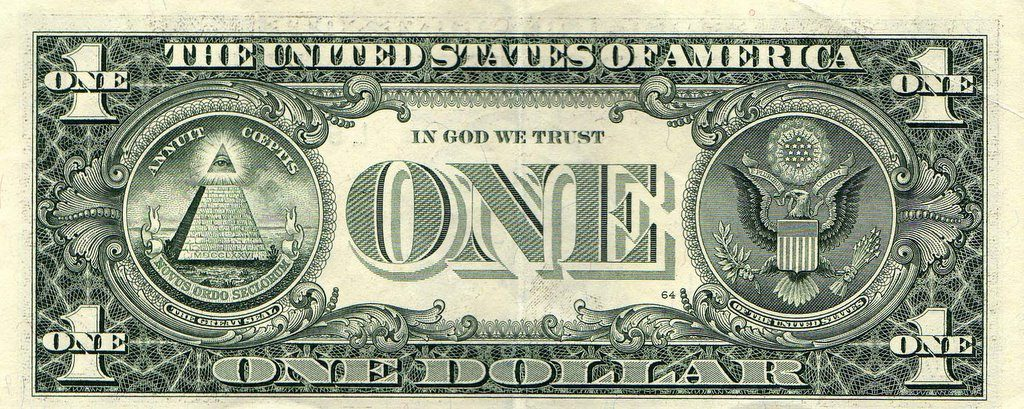 THE UNITED STATES OF AMERICA
1 ONE
1 ONE
ANNUIT CŒPTIS
MDCCLXXVI
NOVUS ORDO SECLORUM
THE GREAT SEAL
IN GOD WE TRUST
ONE
64
OF THE UNITED STATES
1 ONE
1 ONE
ONE DOLLAR